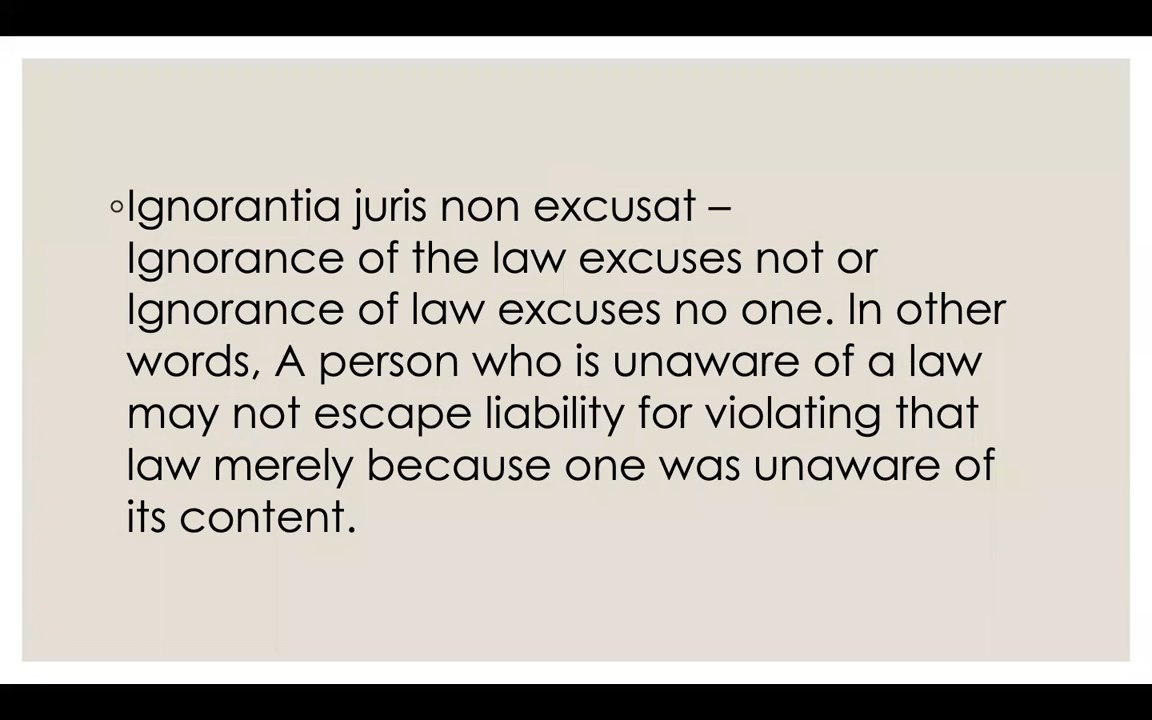 ◦Ignorantia juris non excusat –
Ignorance of the law excuses not or
Ignorance of law excuses no one. In other
words, A person who is unaware of a law
may not escape liability for violating that
law merely because one was unaware of
its content.